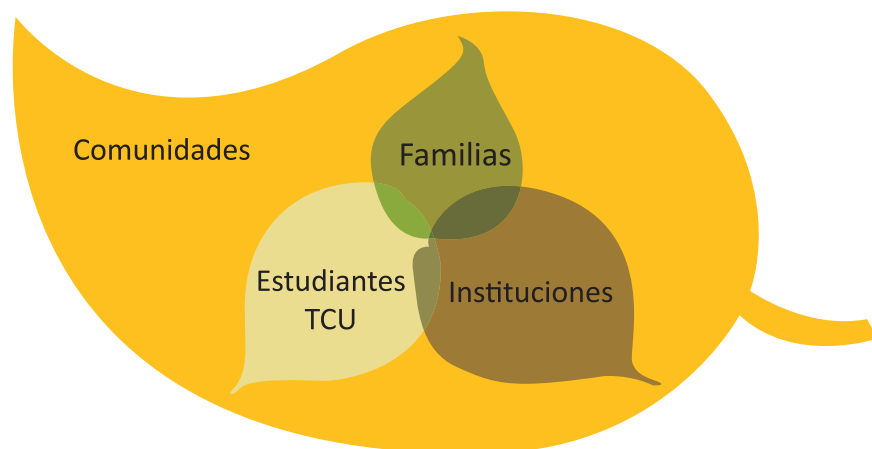 Comunidades
Familias
Estudiantes
TCU
Instituciones